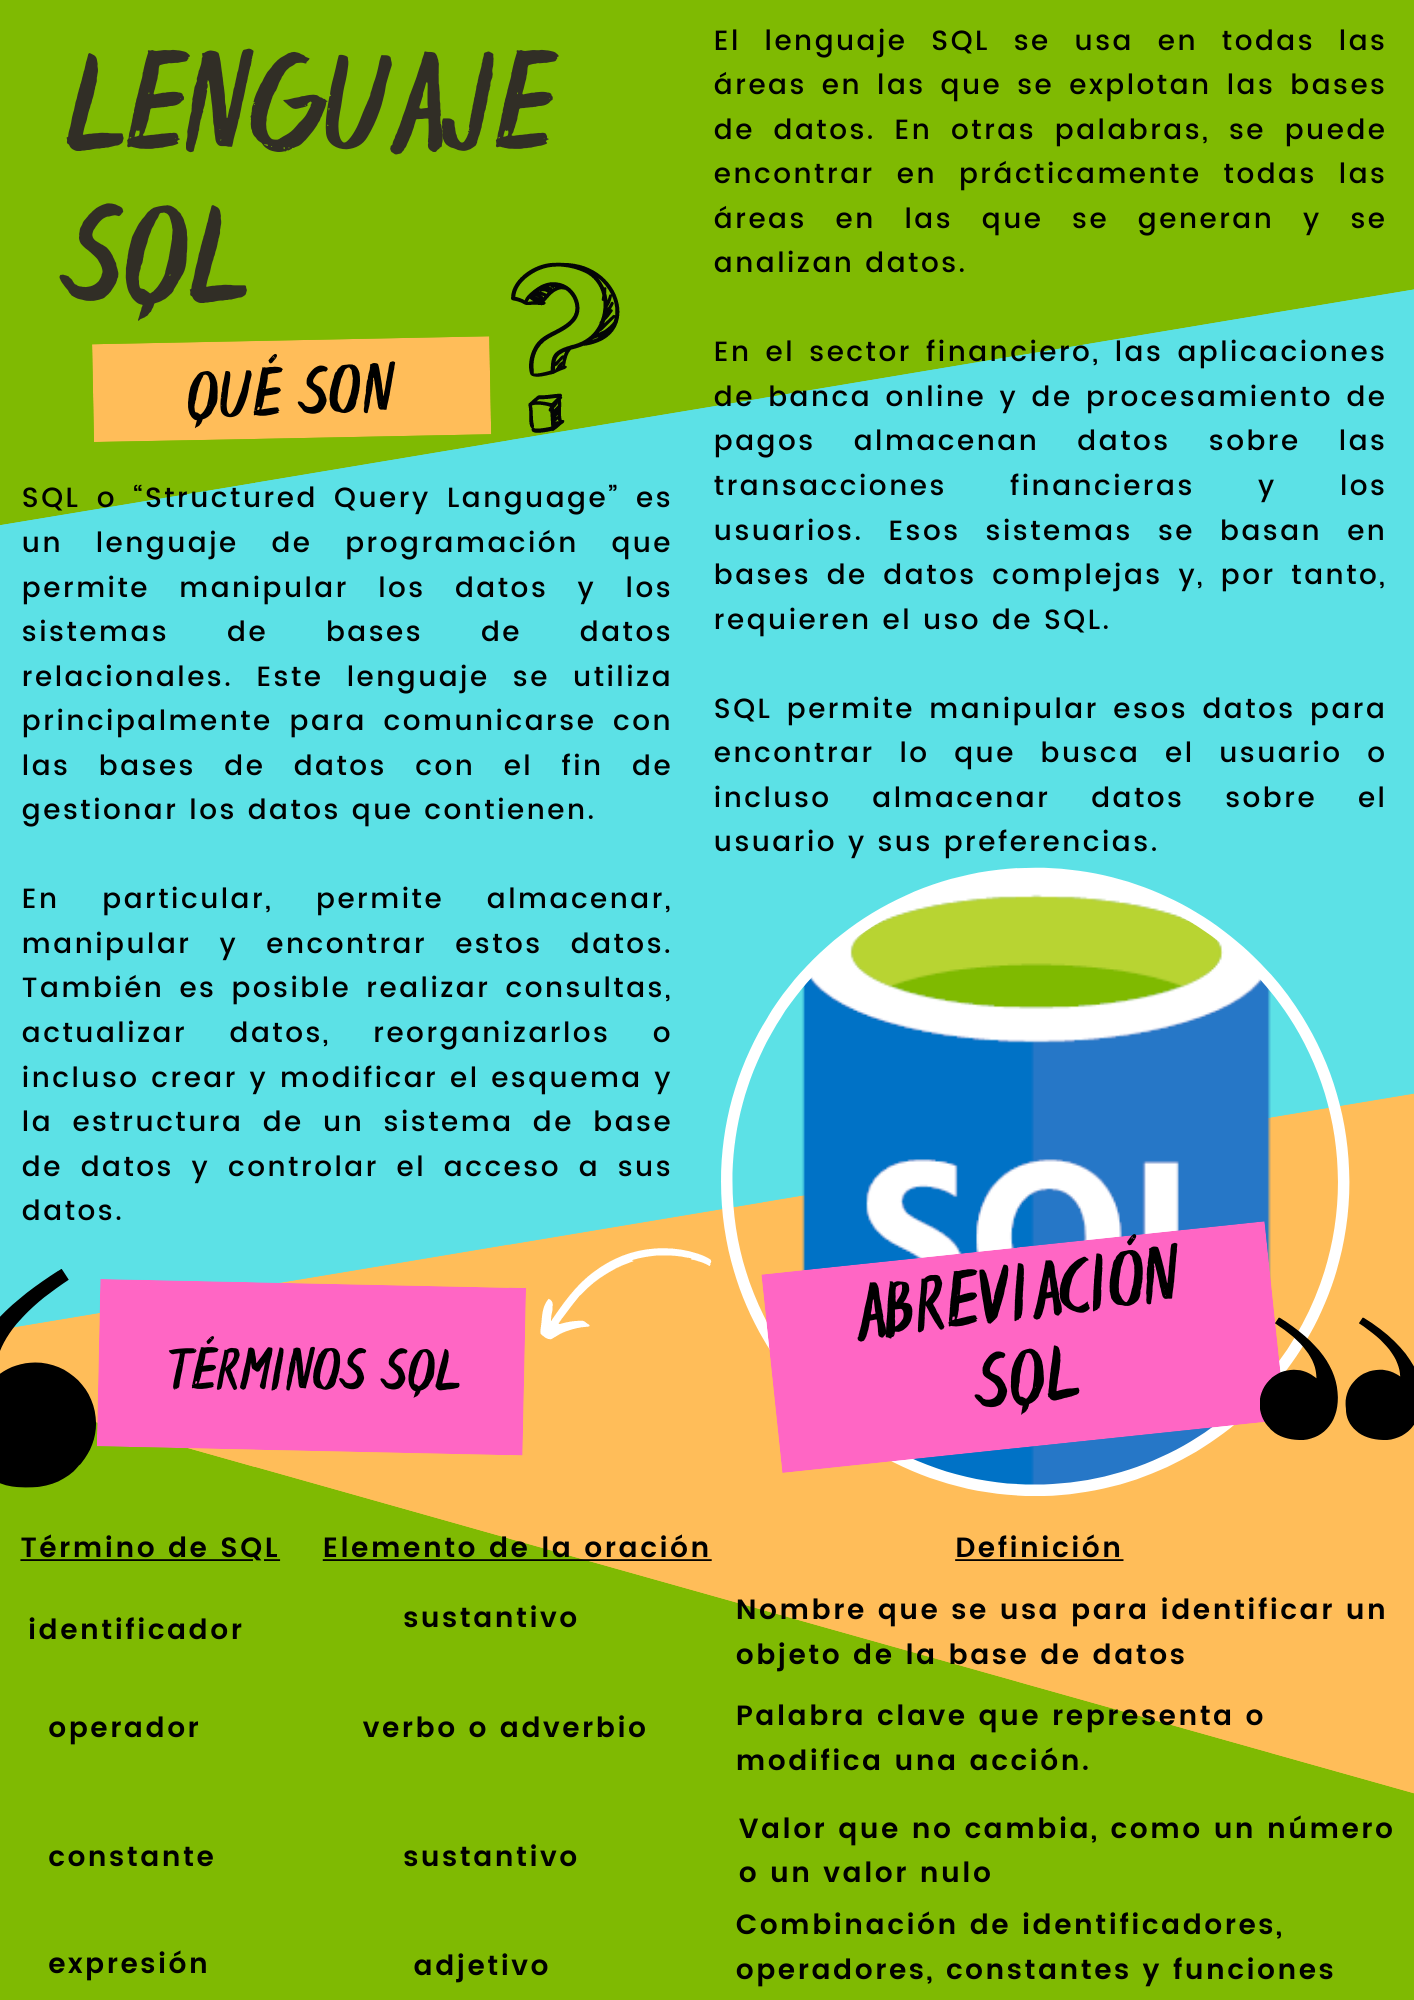 LENGUAJE
SQL
QUÉ SON
?
SQL o “Structured Query Language” es
un lenguaje de programación que
permite manipular los datos y los
sistemas de bases de datos
relacionales. Este lenguaje se utiliza
principalmente para comunicarse con
las bases de datos con el fin de
gestionar los datos que contienen.
En particular, permite almacenar,
manipular y encontrar estos datos.
También es posible realizar consultas,
actualizar datos, reorganizarlos o
incluso crear y modificar el esquema y
la estructura de un sistema de base
de datos y controlar el acceso a sus
datos.
El lenguaje SQL se usa en todas las
áreas en las que se explotan las bases
de datos. En otras palabras, se puede
encontrar en prácticamente todas las
áreas en las que se generan y se
analizan datos.
En el sector financiero, las aplicaciones
de banca online y de procesamiento de
pagos almacenan datos sobre las
transacciones financieras y los
usuarios. Esos sistemas se basan en
bases de datos complejas y, por tanto,
requieren el uso de SQL.
SQL permite manipular esos datos para
encontrar lo que busca el usuario o
incluso almacenar datos sobre el
usuario y sus preferencias.
SQL
ABREVIACIÓN
SQL
TÉRMINOS SQL
Término de SQL Elemento de la oración Definición
identificador sustantivo Nombre que se usa para identificar un
objeto de la base de datos
operador verbo o adverbio Palabra clave que representa o
modifica una acción.
constante sustantivo Valor que no cambia, como un número
o un valor nulo
expresión adjetivo Combinación de identificadores,
operadores, constantes y funciones